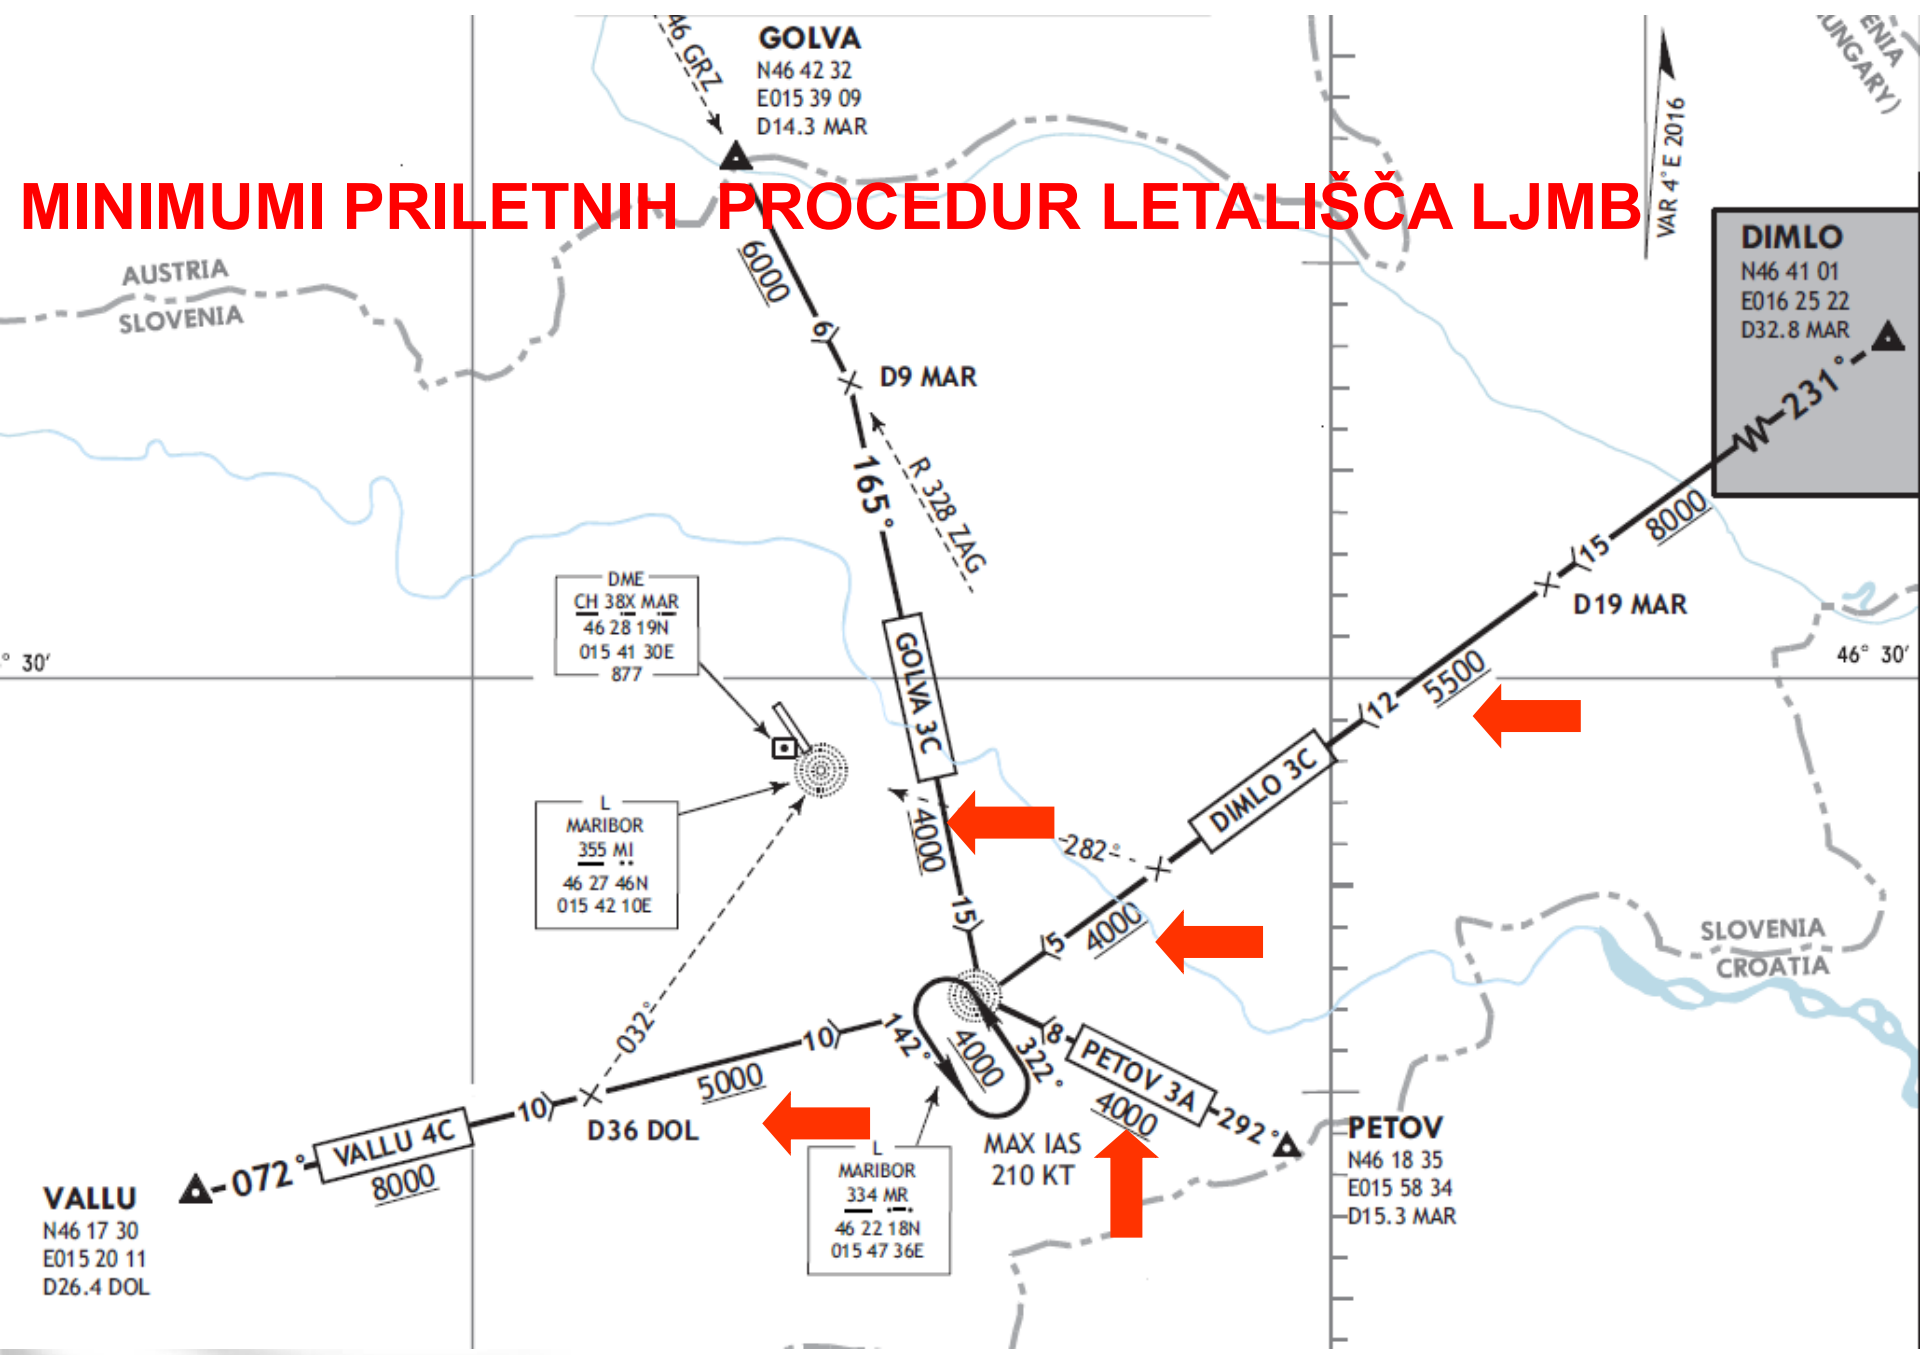 46 GRZ
GOLVA
N46 42 32
E015 39 09
D14.3 MAR
MINIMUMI PRILETNIH PROCEDUR LETALIŠČA LJMB
VAR 4° E 2016
ENIA
UNGARY)
AUSTRIA
SLOVENIA
6000
6
D9 MAR
165°
R 328 ZAG
GOLVA 3C
4000
15
DIMLO
N46 41 01
E016 25 22
D32.8 MAR
231°
8000
15
D19 MAR
5500
12
DIMLO 3C
282°
4000
5
° 30′
46° 30′
DME
CH 38X MAR
46 28 19N
015 41 30E
877
L
MARIBOR
355 MI
46 27 46N
015 42 10E
SLOVENIA
CROATIA
032°
10
5000
142°
4000
322°
8
PETOV 3A
4000
292°
PETOV
N46 18 35
E015 58 34
D15.3 MAR
MAX IAS
210 KT
D36 DOL
10
VALLU 4C
8000
072°
VALLU
N46 17 30
E015 20 11
D26.4 DOL
L
MARIBOR
334 MR
46 22 18N
015 47 36E